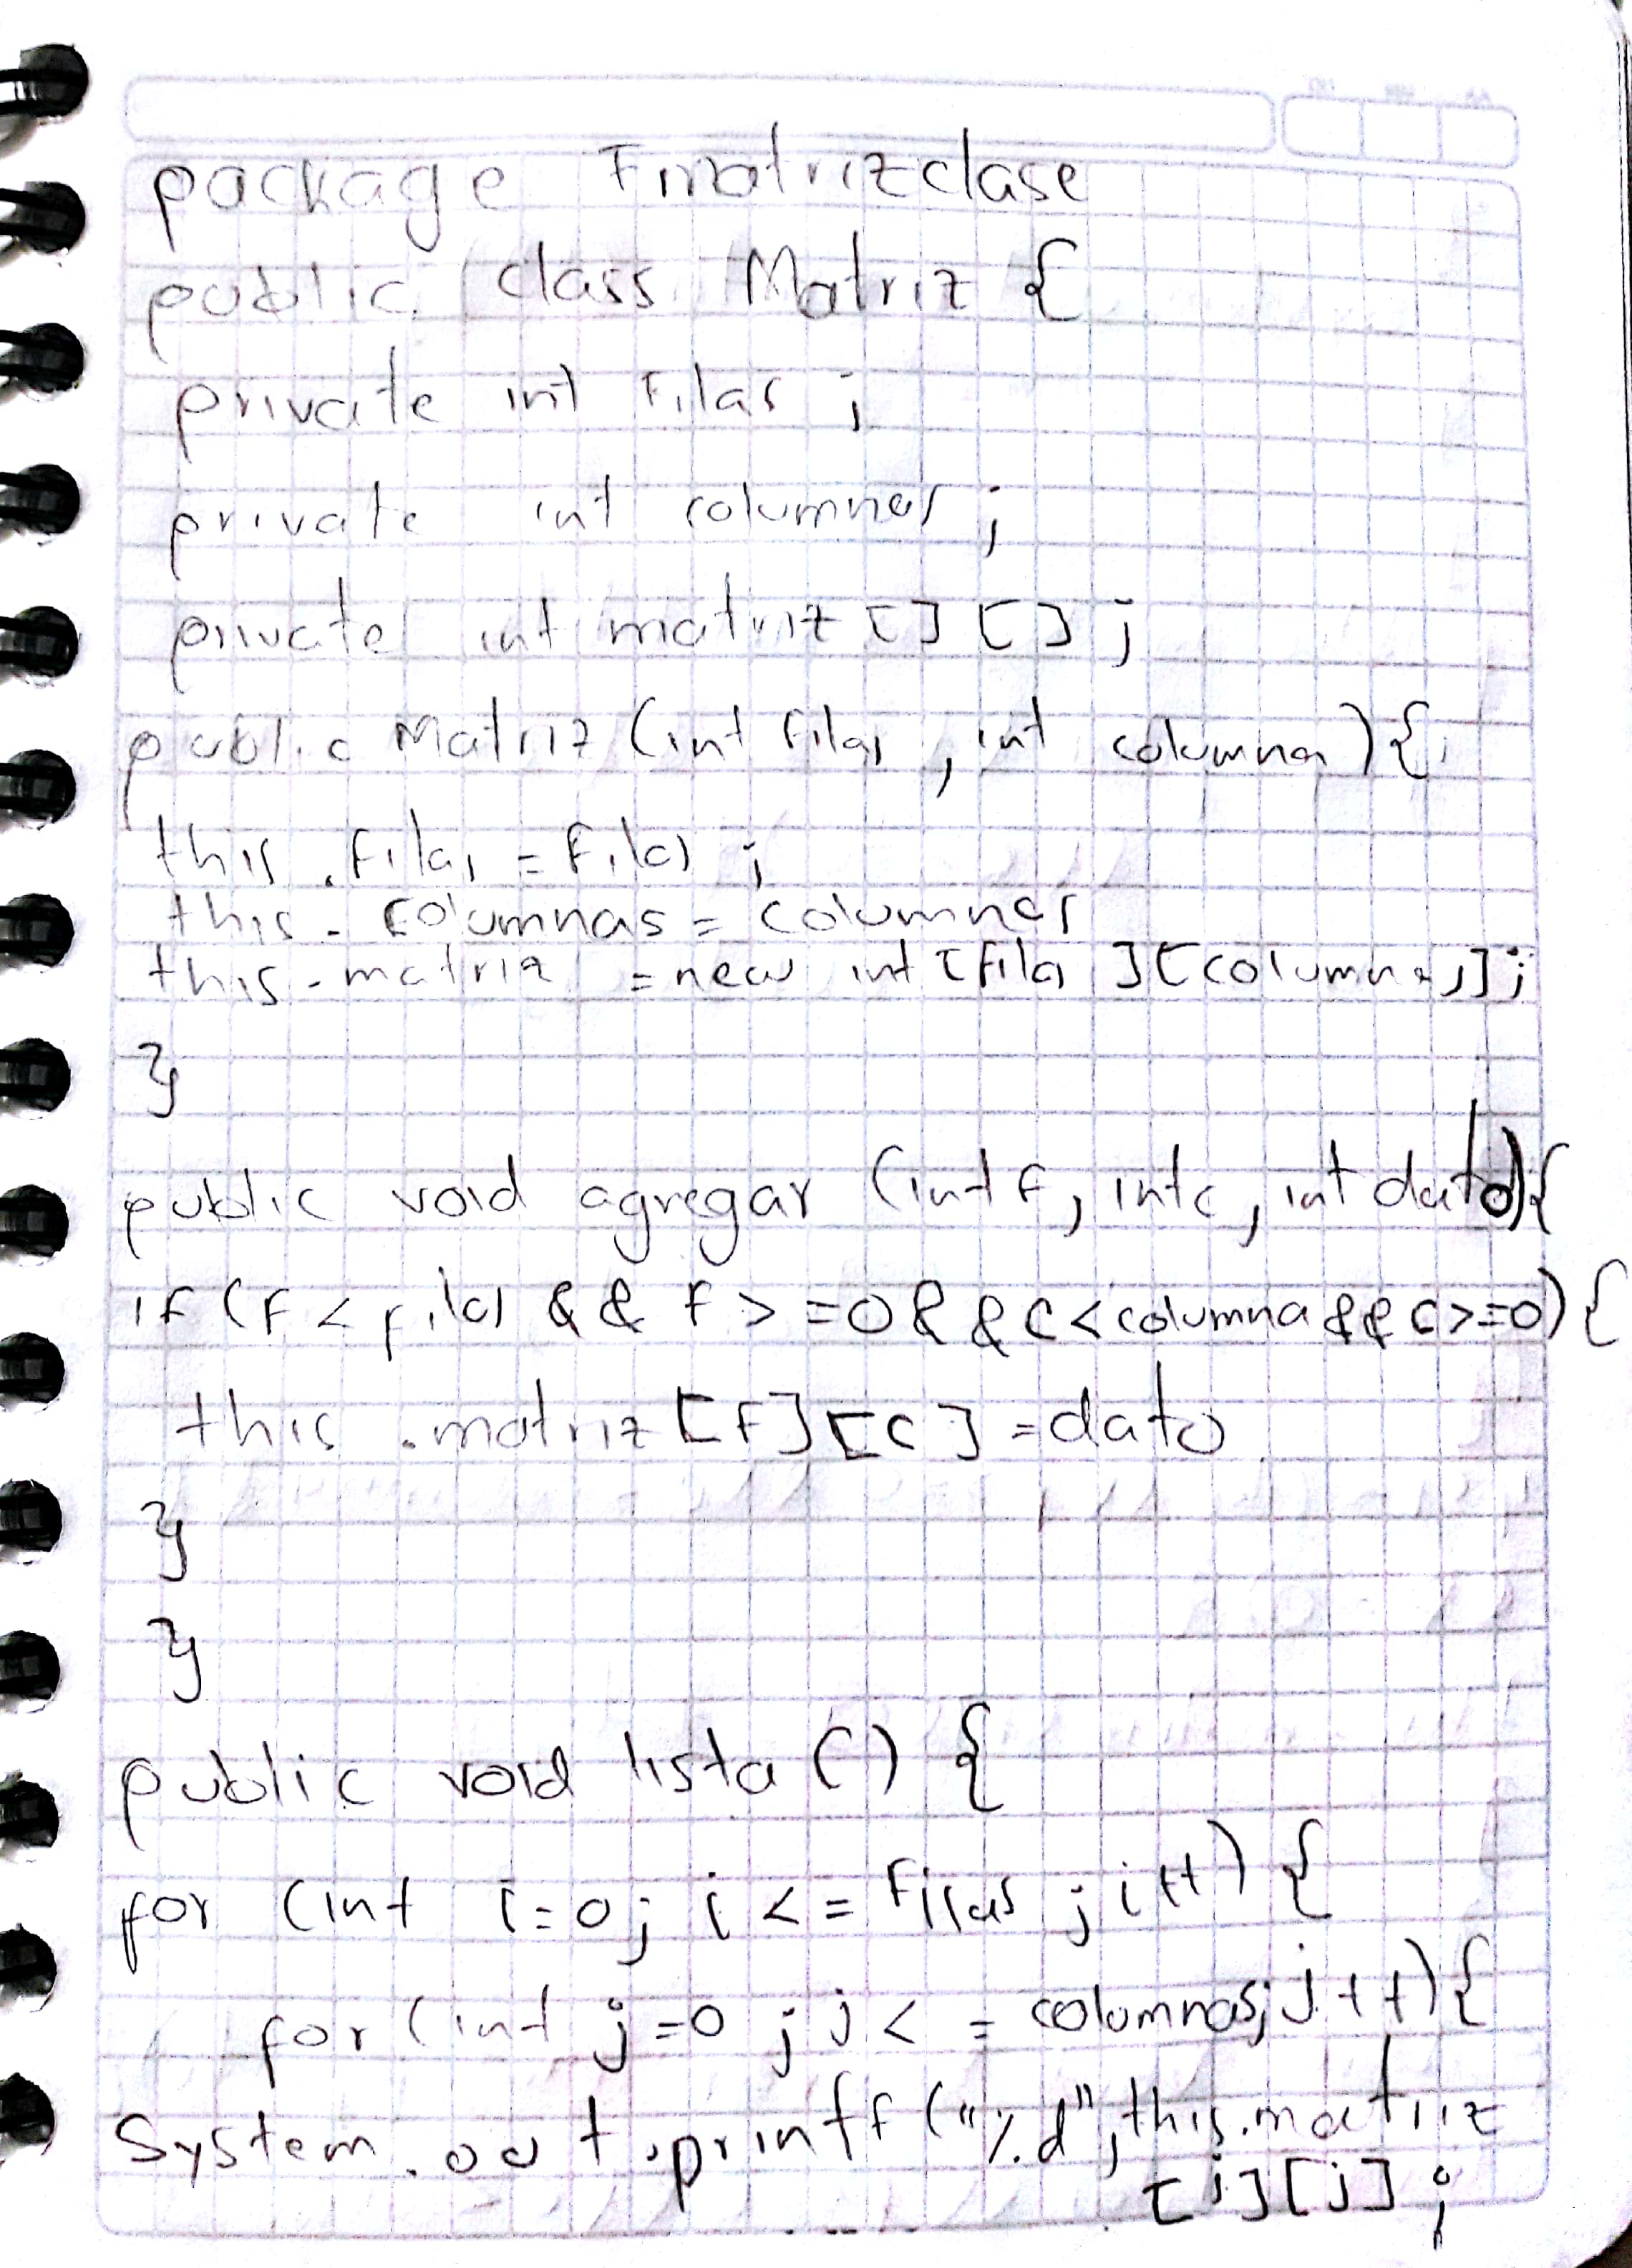 package Fmatrizclase
public class Matriz {
private int Filas ;
private int columnas ;
private int matriz [ ] [ ] ;
public Matriz (int filas , int columnas ) {
this .filas = filas ;
this . columnas = columnas
this . matriz = new int [filas ] [columnas] ;
}
public void agregar (int f, int c, int dato) {
if (F < filas && F > =0 && c < columna && c >=0) {
this .matriz [F] [c ] =dato
}
}
public void lista ( ) {
for (int i=0; i < = Filas ; i++) {
for (int j=0 ; j < = columnas; j++) {
System . out .printf ("%d", this.matriz
[i] [j] ;